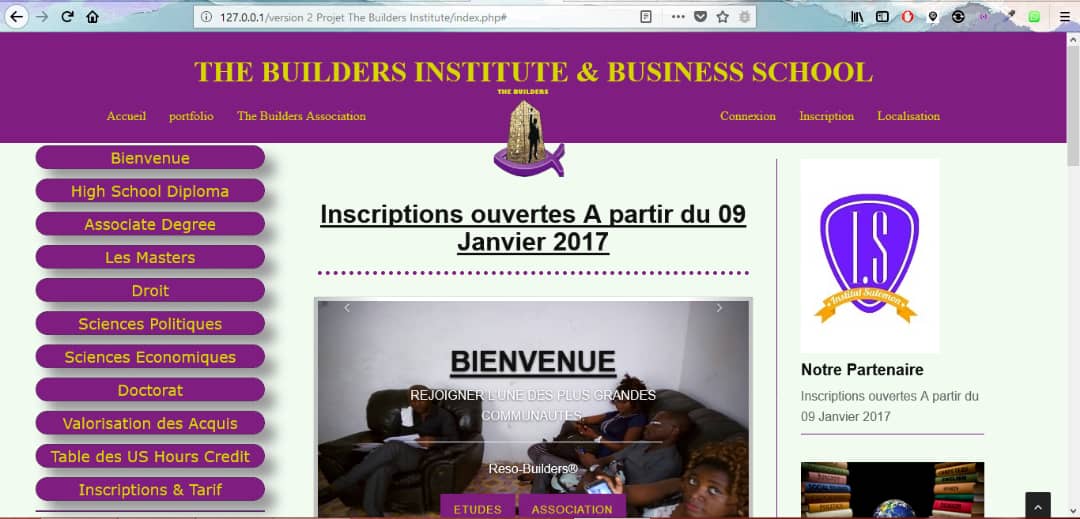 127.0.0.1/version 2 Projet The Builders Institute/index.php#
THE BUILDERS INSTITUTE & BUSINESS SCHOOL
THE BUILDERS
Accueil
portfolio
The Builders Association
Connexion
Inscription
Localisation
Bienvenue
High School Diploma
Associate Degree
Les Masters
Droit
Sciences Politiques
Sciences Economiques
Doctorat
Valorisation des Acquis
Table des US Hours Credit
Inscriptions & Tarif
Inscriptions ouvertes A partir du 09
Janvier 2017
BIENVENUE
REJOIGNER L'UNE DES PLUS GRANDES
COMMUNAUTES
Reso-Builders®
ETUDES
ASSOCIATION
I.S
Institut Salomon
Notre Partenaire
Inscriptions ouvertes A partir du
09 Janvier 2017